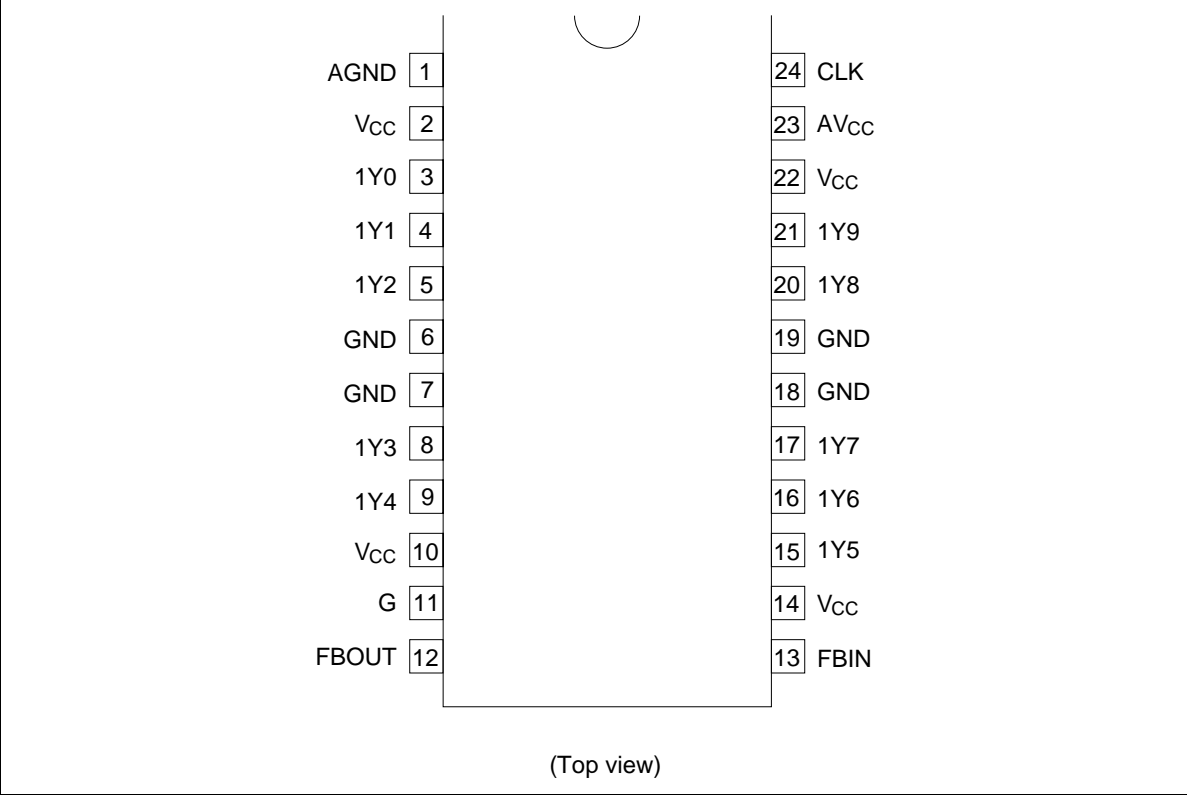 AGND 1 24 CLK
VCC 2 23 AVCC
1Y0 3 22 VCC
1Y1 4 21 1Y9
1Y2 5 20 1Y8
GND 6 19 GND
GND 7 18 GND
1Y3 8 17 1Y7
1Y4 9 16 1Y6
VCC 10 15 1Y5
G 11 14 VCC
FBOUT 12 13 FBIN
(Top view)